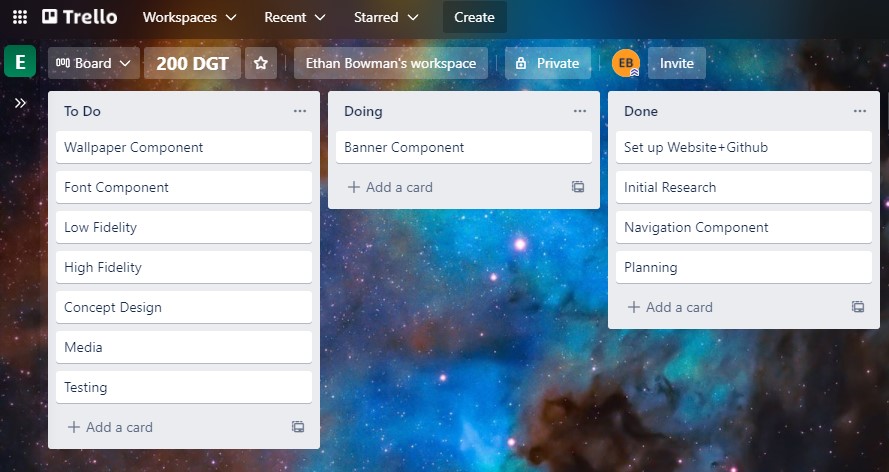 Trello Workspaces Recent Starred Create
E Board 200 DGT Ethan Bowman's workspace Private EB Invite
To Do
Wallpaper Component
Font Component
Low Fidelity
High Fidelity
Concept Design
Media
Testing
+ Add a card
Doing
Banner Component
+ Add a card
Done
Set up Website+Github
Initial Research
Navigation Component
Planning
+ Add a card